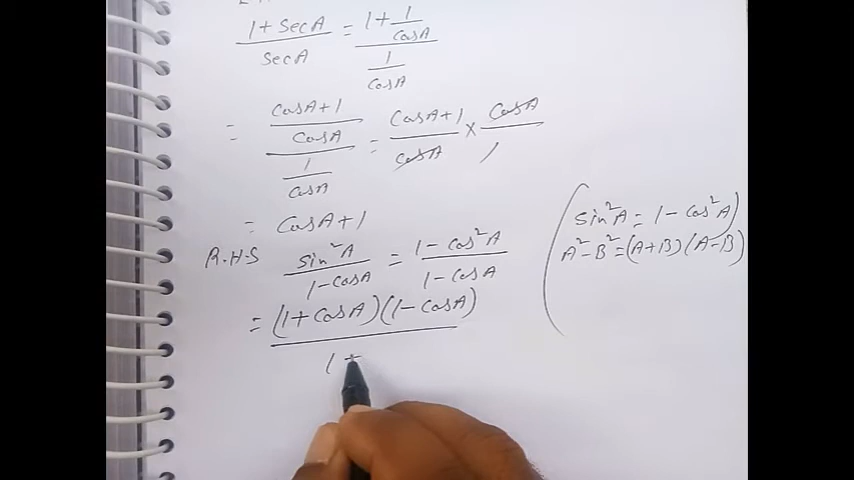 1 + SecA / SecA = 1 + 1/CosA / 1/CosA
= CosA + 1 / CosA / 1/CosA = CosA + 1 / CosA × CosA / 1
= CosA + 1
R.H.S sin²A / 1 - CosA = 1 - Cos²A / 1 - CosA
= (1 + CosA)(1 - CosA) / 1
(sin²A = 1 - Cos²A)
A² - B² = (A+B)(A-B)